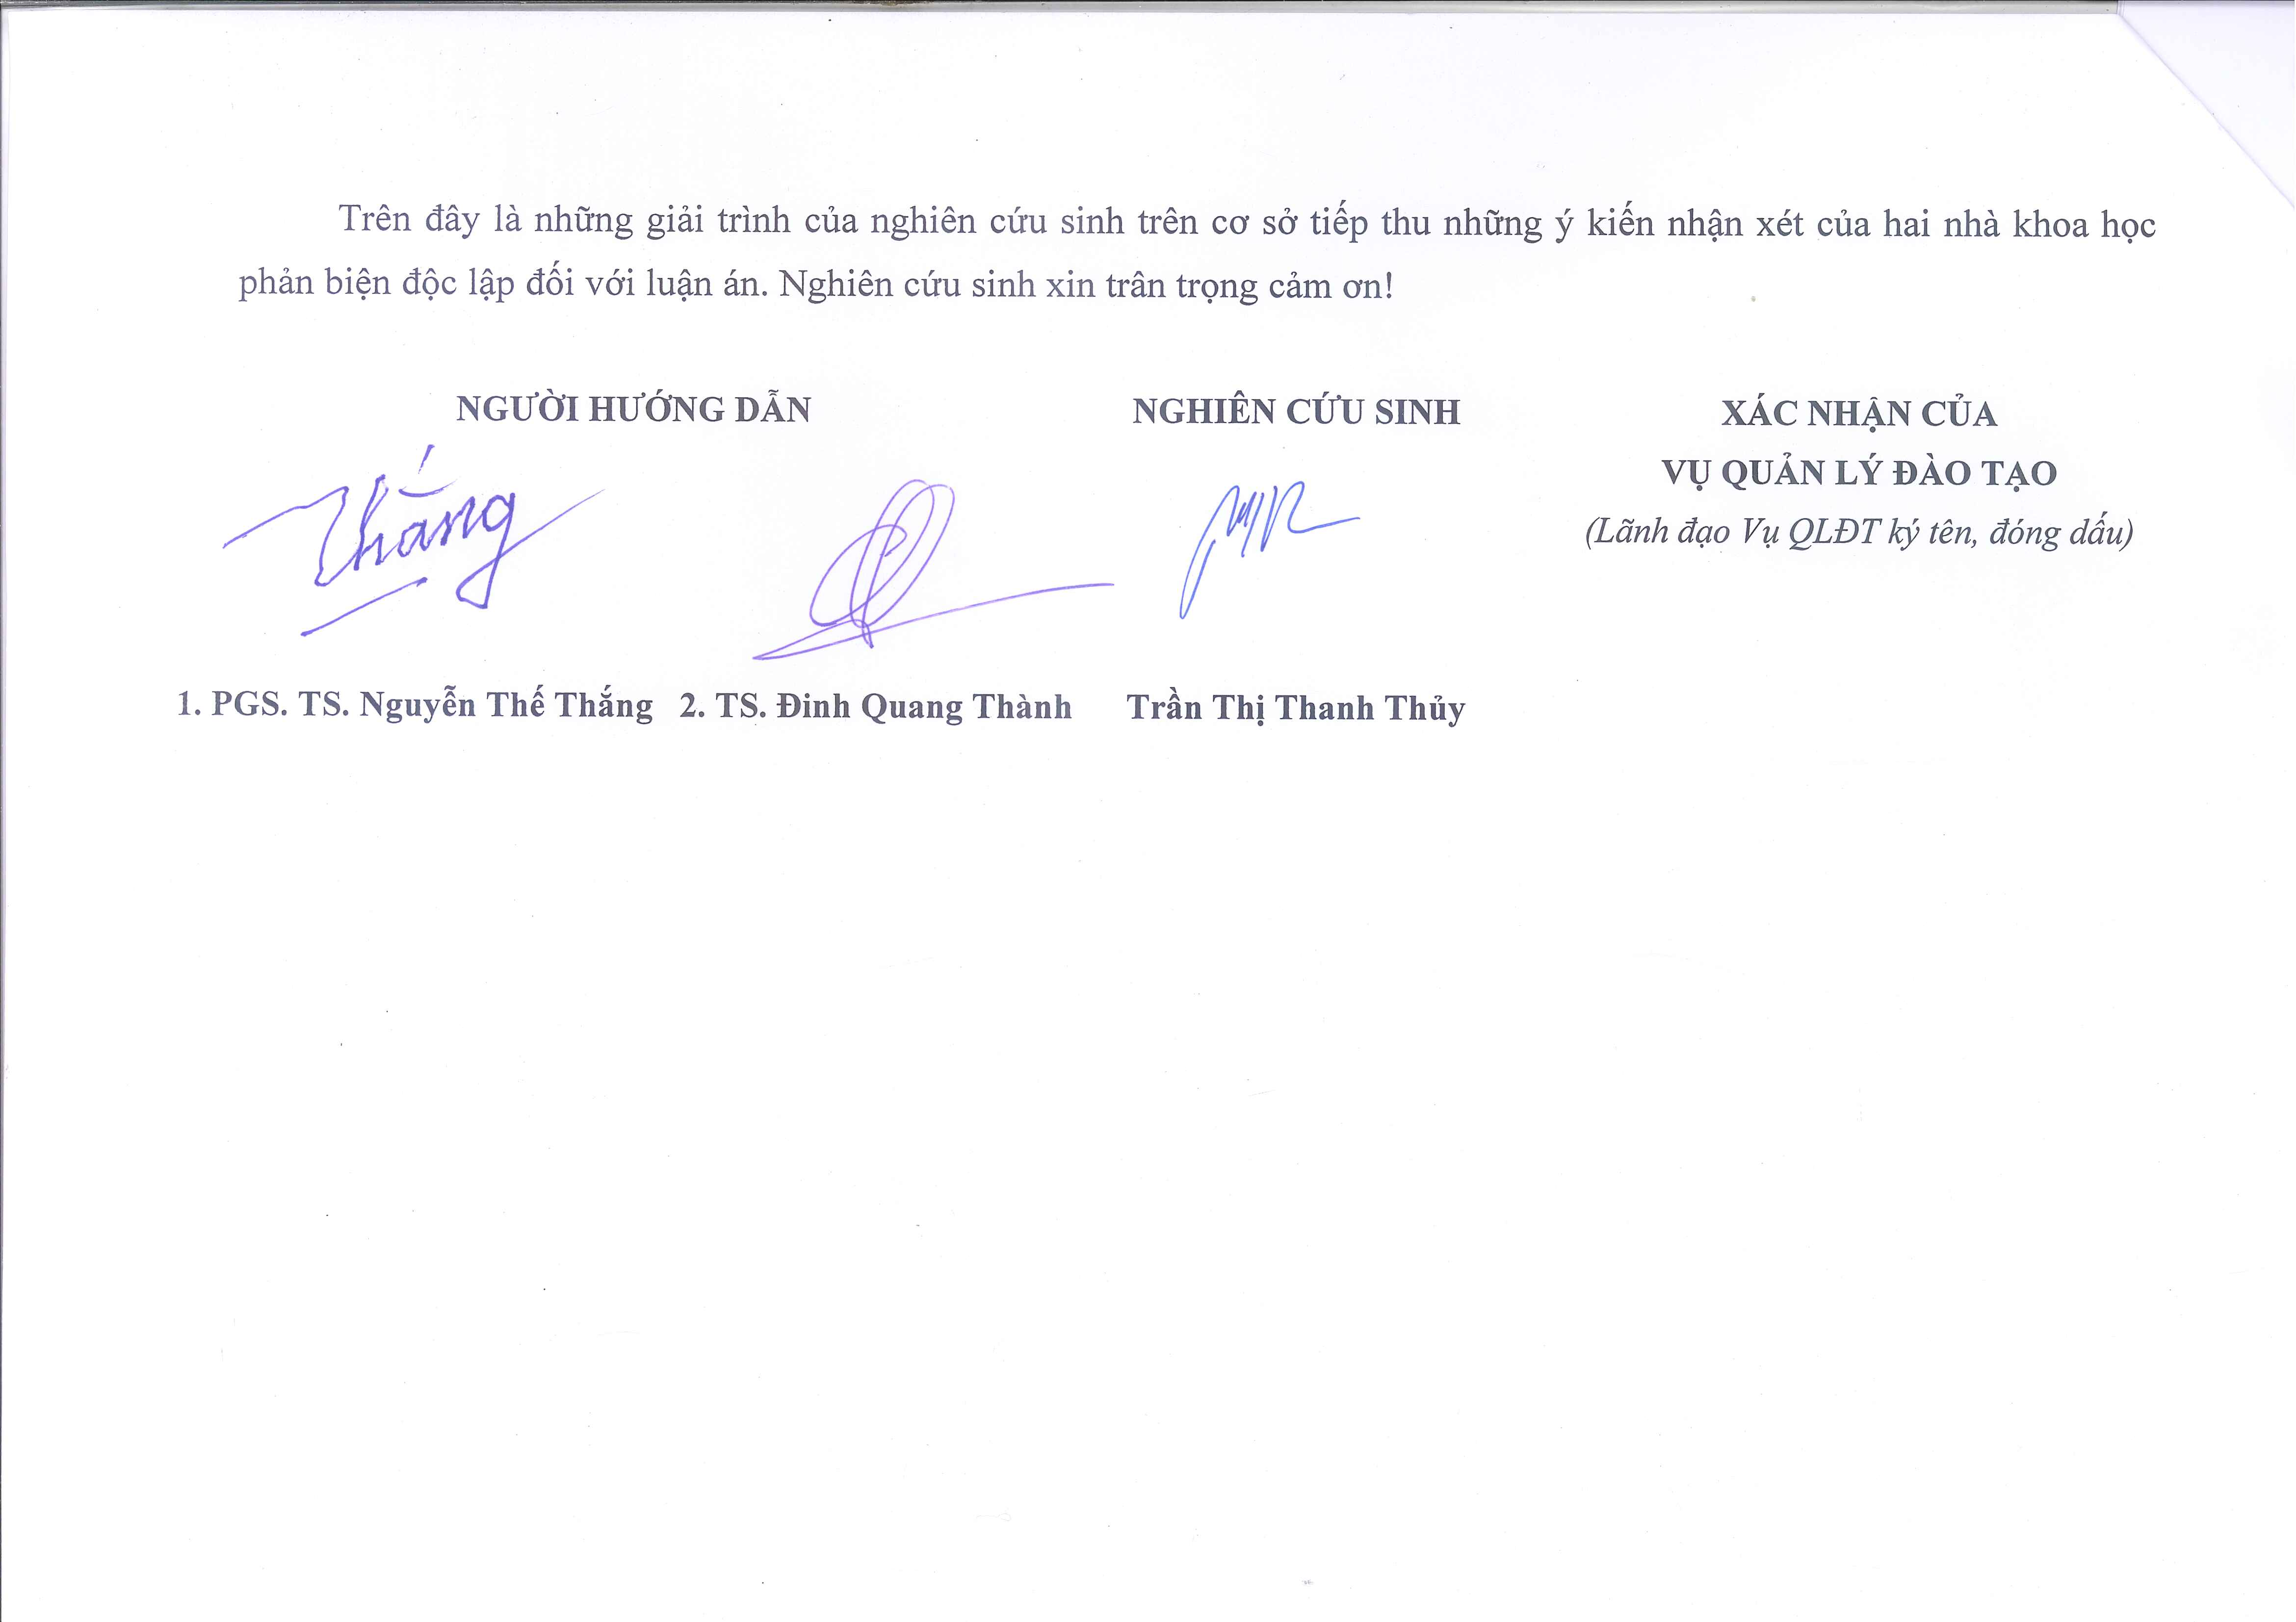 Trên đây là những giải trình của nghiên cứu sinh trên cơ sở tiếp thu những ý kiến nhận xét của hai nhà khoa học
phản biện độc lập đối với luận án. Nghiên cứu sinh xin trân trọng cảm ơn!
NGƯỜI HƯỚNG DẪN
NGHIÊN CỨU SINH
XÁC NHẬN CỦA
VỤ QUẢN LÝ ĐÀO TẠO
(Lãnh đạo Vụ QLĐT ký tên, đóng dấu)
Thắng
1. PGS. TS. Nguyễn Thế Thắng 2. TS. Đinh Quang Thành
Trần Thị Thanh Thủy